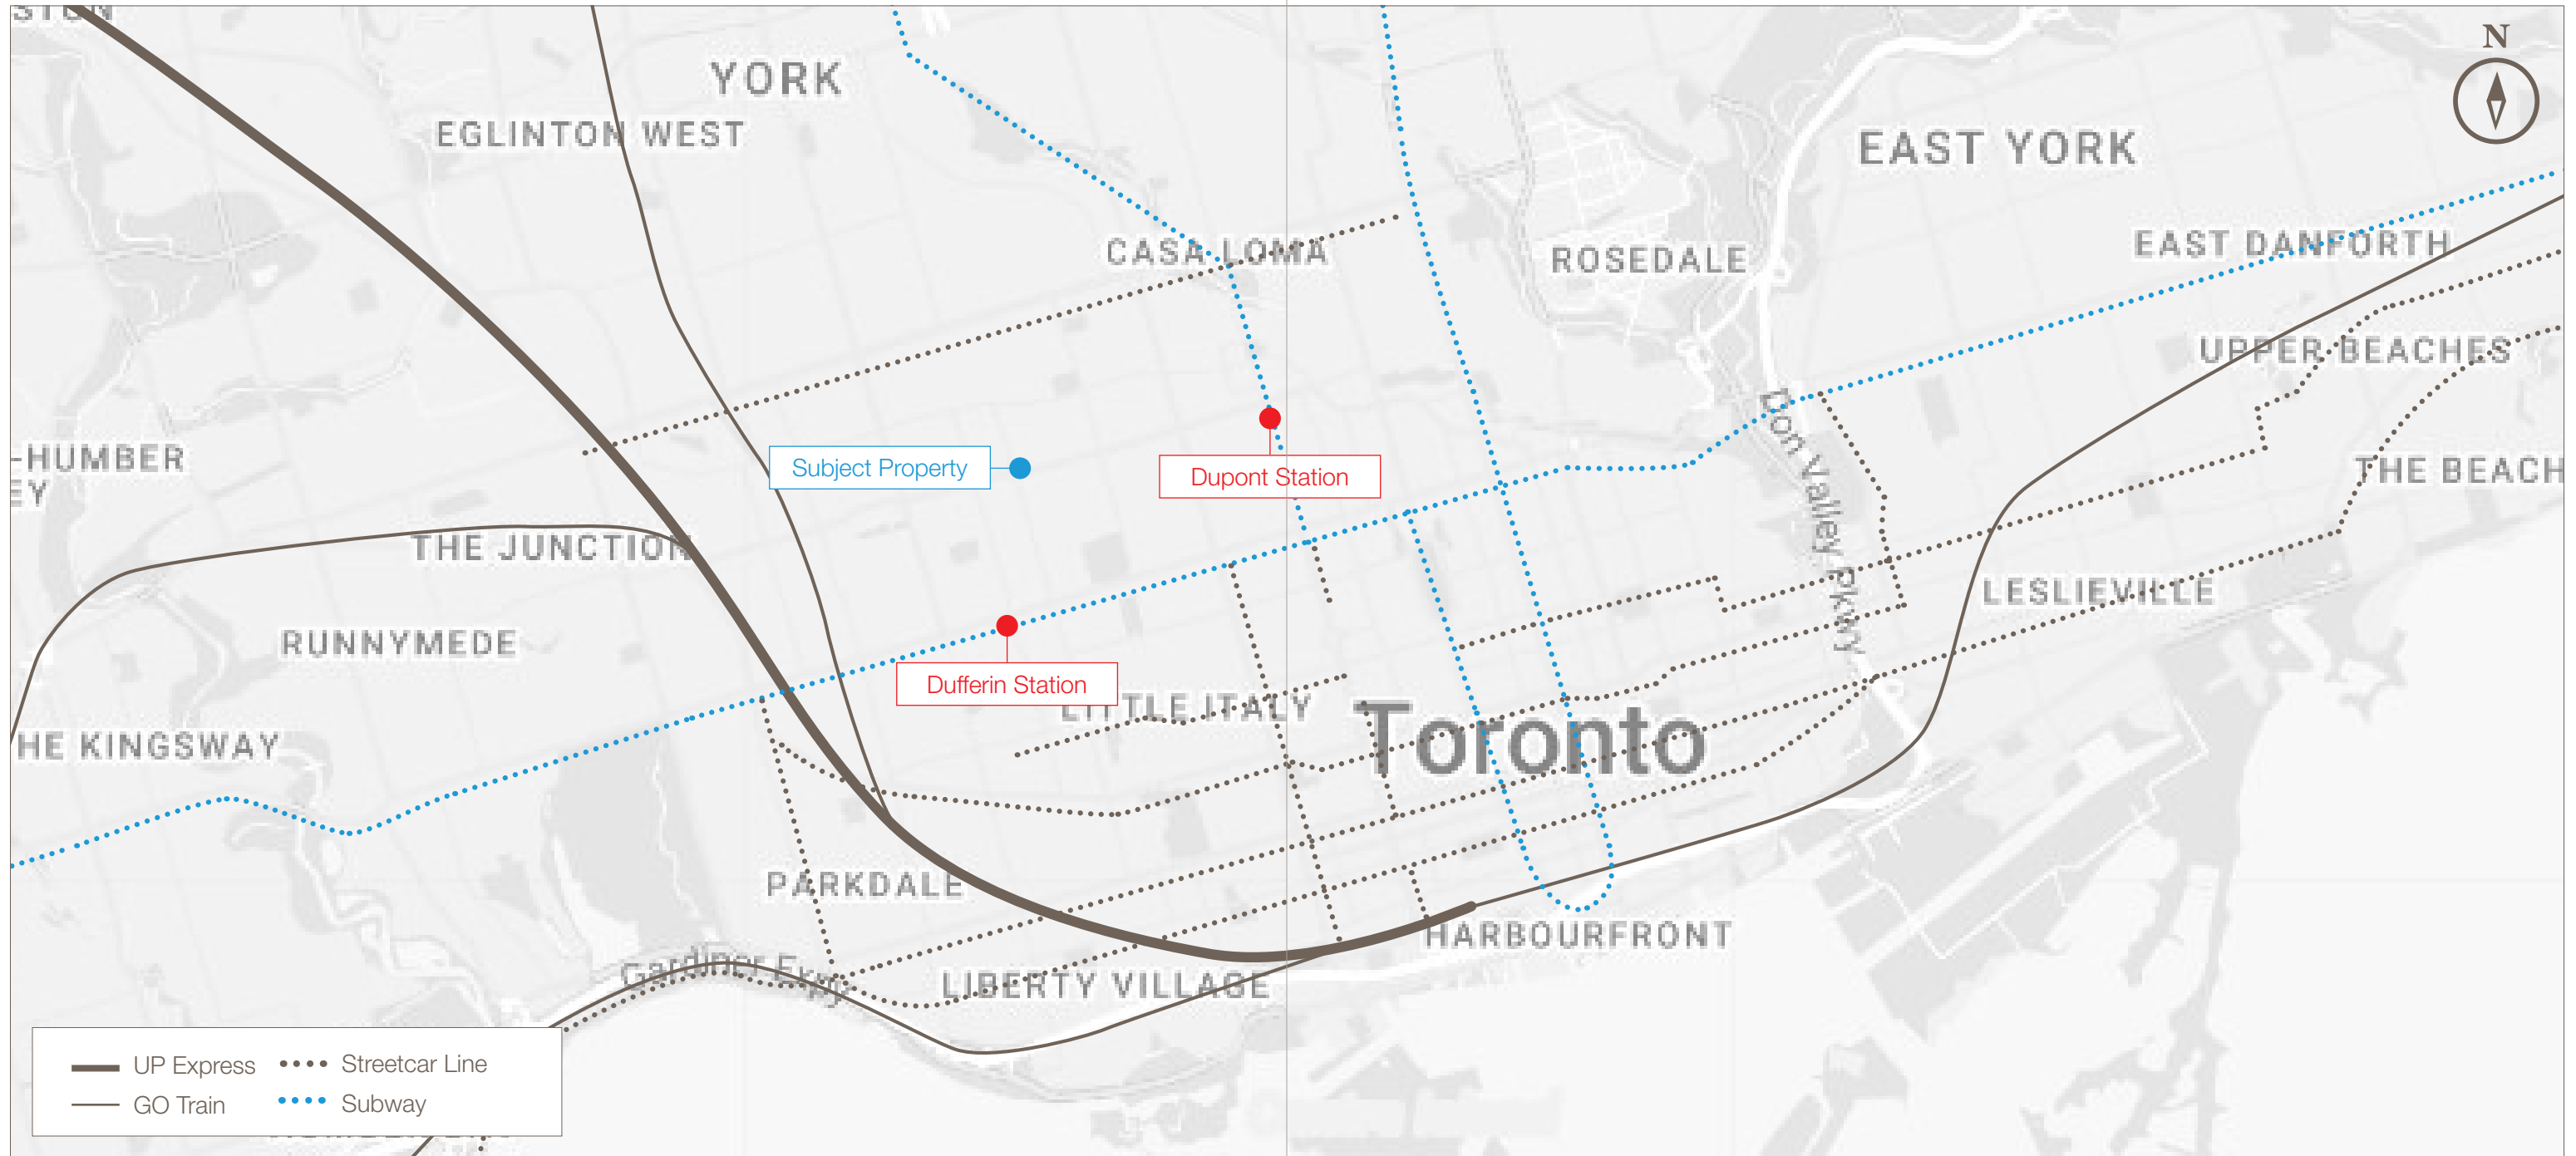 N
YORK
EGLINTON WEST
EAST YORK
CASA LOMA
ROSEDALE
EAST DANFORTH
UPPER BEACHES
HUMBER
EY
Subject Property
Dupont Station
THE BEACH
Don Valley Pkwy
THE JUNCTION
RUNNYMEDE
LESLIEVILLE
Dufferin Station
LITTLE ITALY
Toronto
HE KINGSWAY
PARKDALE
HARBOURFRONT
Gardiner Expy
LIBERTY VILLAGE
UP Express
Streetcar Line
GO Train
Subway